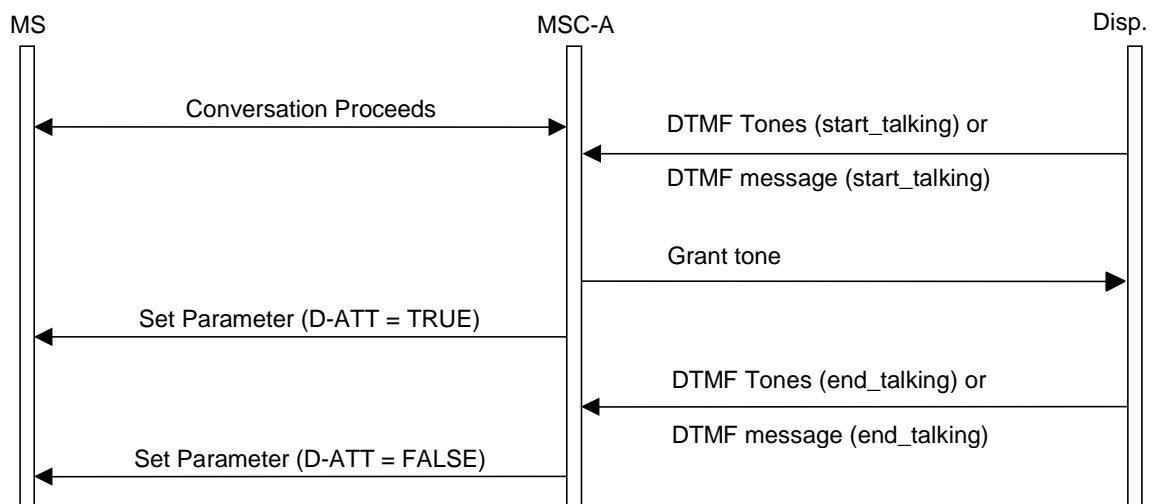 MS
MSC-A
Disp.
Conversation Proceeds
DTMF Tones (start_talking) or
DTMF message (start_talking)
Grant tone
Set Parameter (D-ATT = TRUE)
DTMF Tones (end_talking) or
DTMF message (end_talking)
Set Parameter (D-ATT = FALSE)